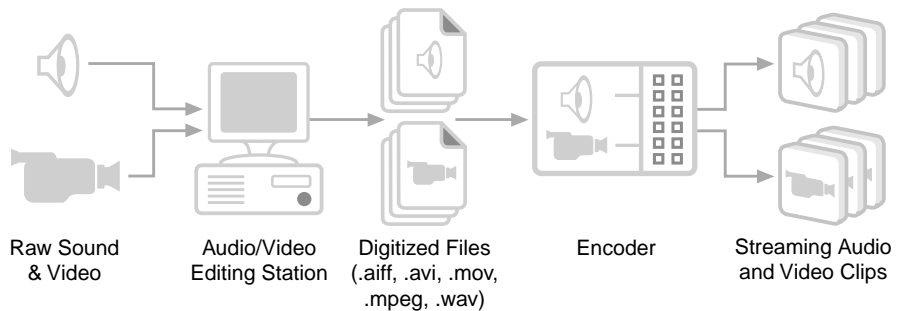 Raw Sound
& Video
Audio/Video
Editing Station
Digitized Files
(.aiff, .avi, .mov,
.mpeg, .wav)
Encoder
Streaming Audio
and Video Clips